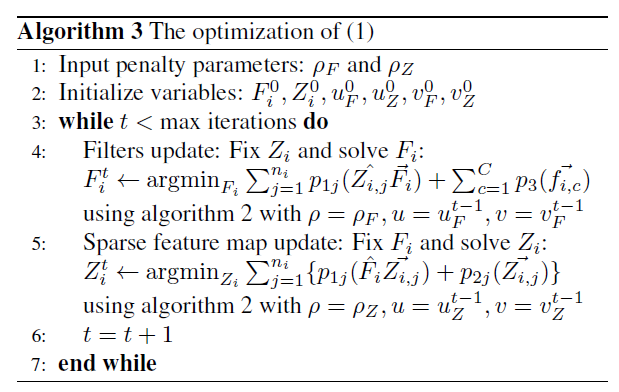 Algorithm 3 The optimization of (1)
1: Input penalty parameters: $\rho_F$ and $\rho_Z$
2: Initialize variables: $F_i^0, Z_i^0, u_F^0, u_Z^0, v_F^0, v_Z^0$
3: while $t <$ max iterations do
4: Filters update: Fix $Z_i$ and solve $F_i$:
$F_i^t \leftarrow \mathrm{argmin}_{F_i} \sum_{j=1}^{n_i} p_{1j}(\hat{Z_{i,j}} \vec{F_i}) + \sum_{c=1}^{C} p_3(\vec{f_{i,c}})$
using algorithm 2 with $\rho = \rho_F, u = u_F^{t-1}, v = v_F^{t-1}$
5: Sparse feature map update: Fix $F_i$ and solve $Z_i$:
$Z_i^t \leftarrow \mathrm{argmin}_{Z_i} \sum_{j=1}^{n_i} \{p_{1j}(\hat{F_i} \vec{Z_{i,j}}) + p_{2j}(\vec{Z_{i,j}})\}$
using algorithm 2 with $\rho = \rho_Z, u = u_Z^{t-1}, v = v_Z^{t-1}$
6: $t = t + 1$
7: end while